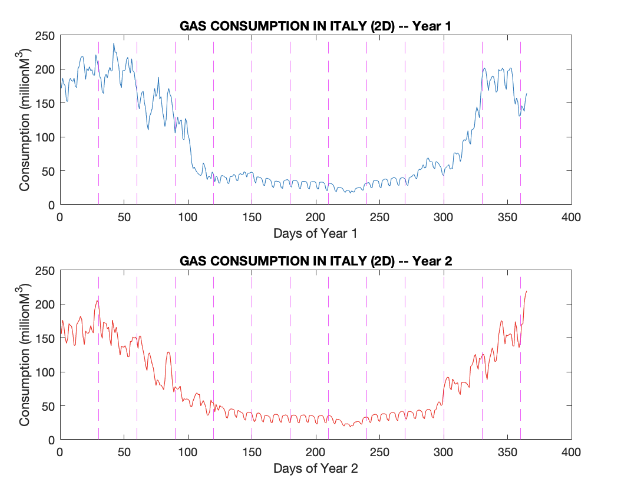 GAS CONSUMPTION IN ITALY (2D) -- Year 1
250
200
150
100
50
0
Consumption (millionM³)
0 50 100 150 200 250 300 350 400
Days of Year 1
GAS CONSUMPTION IN ITALY (2D) -- Year 2
250
200
150
100
50
0
Consumption (millionM³)
0 50 100 150 200 250 300 350 400
Days of Year 2